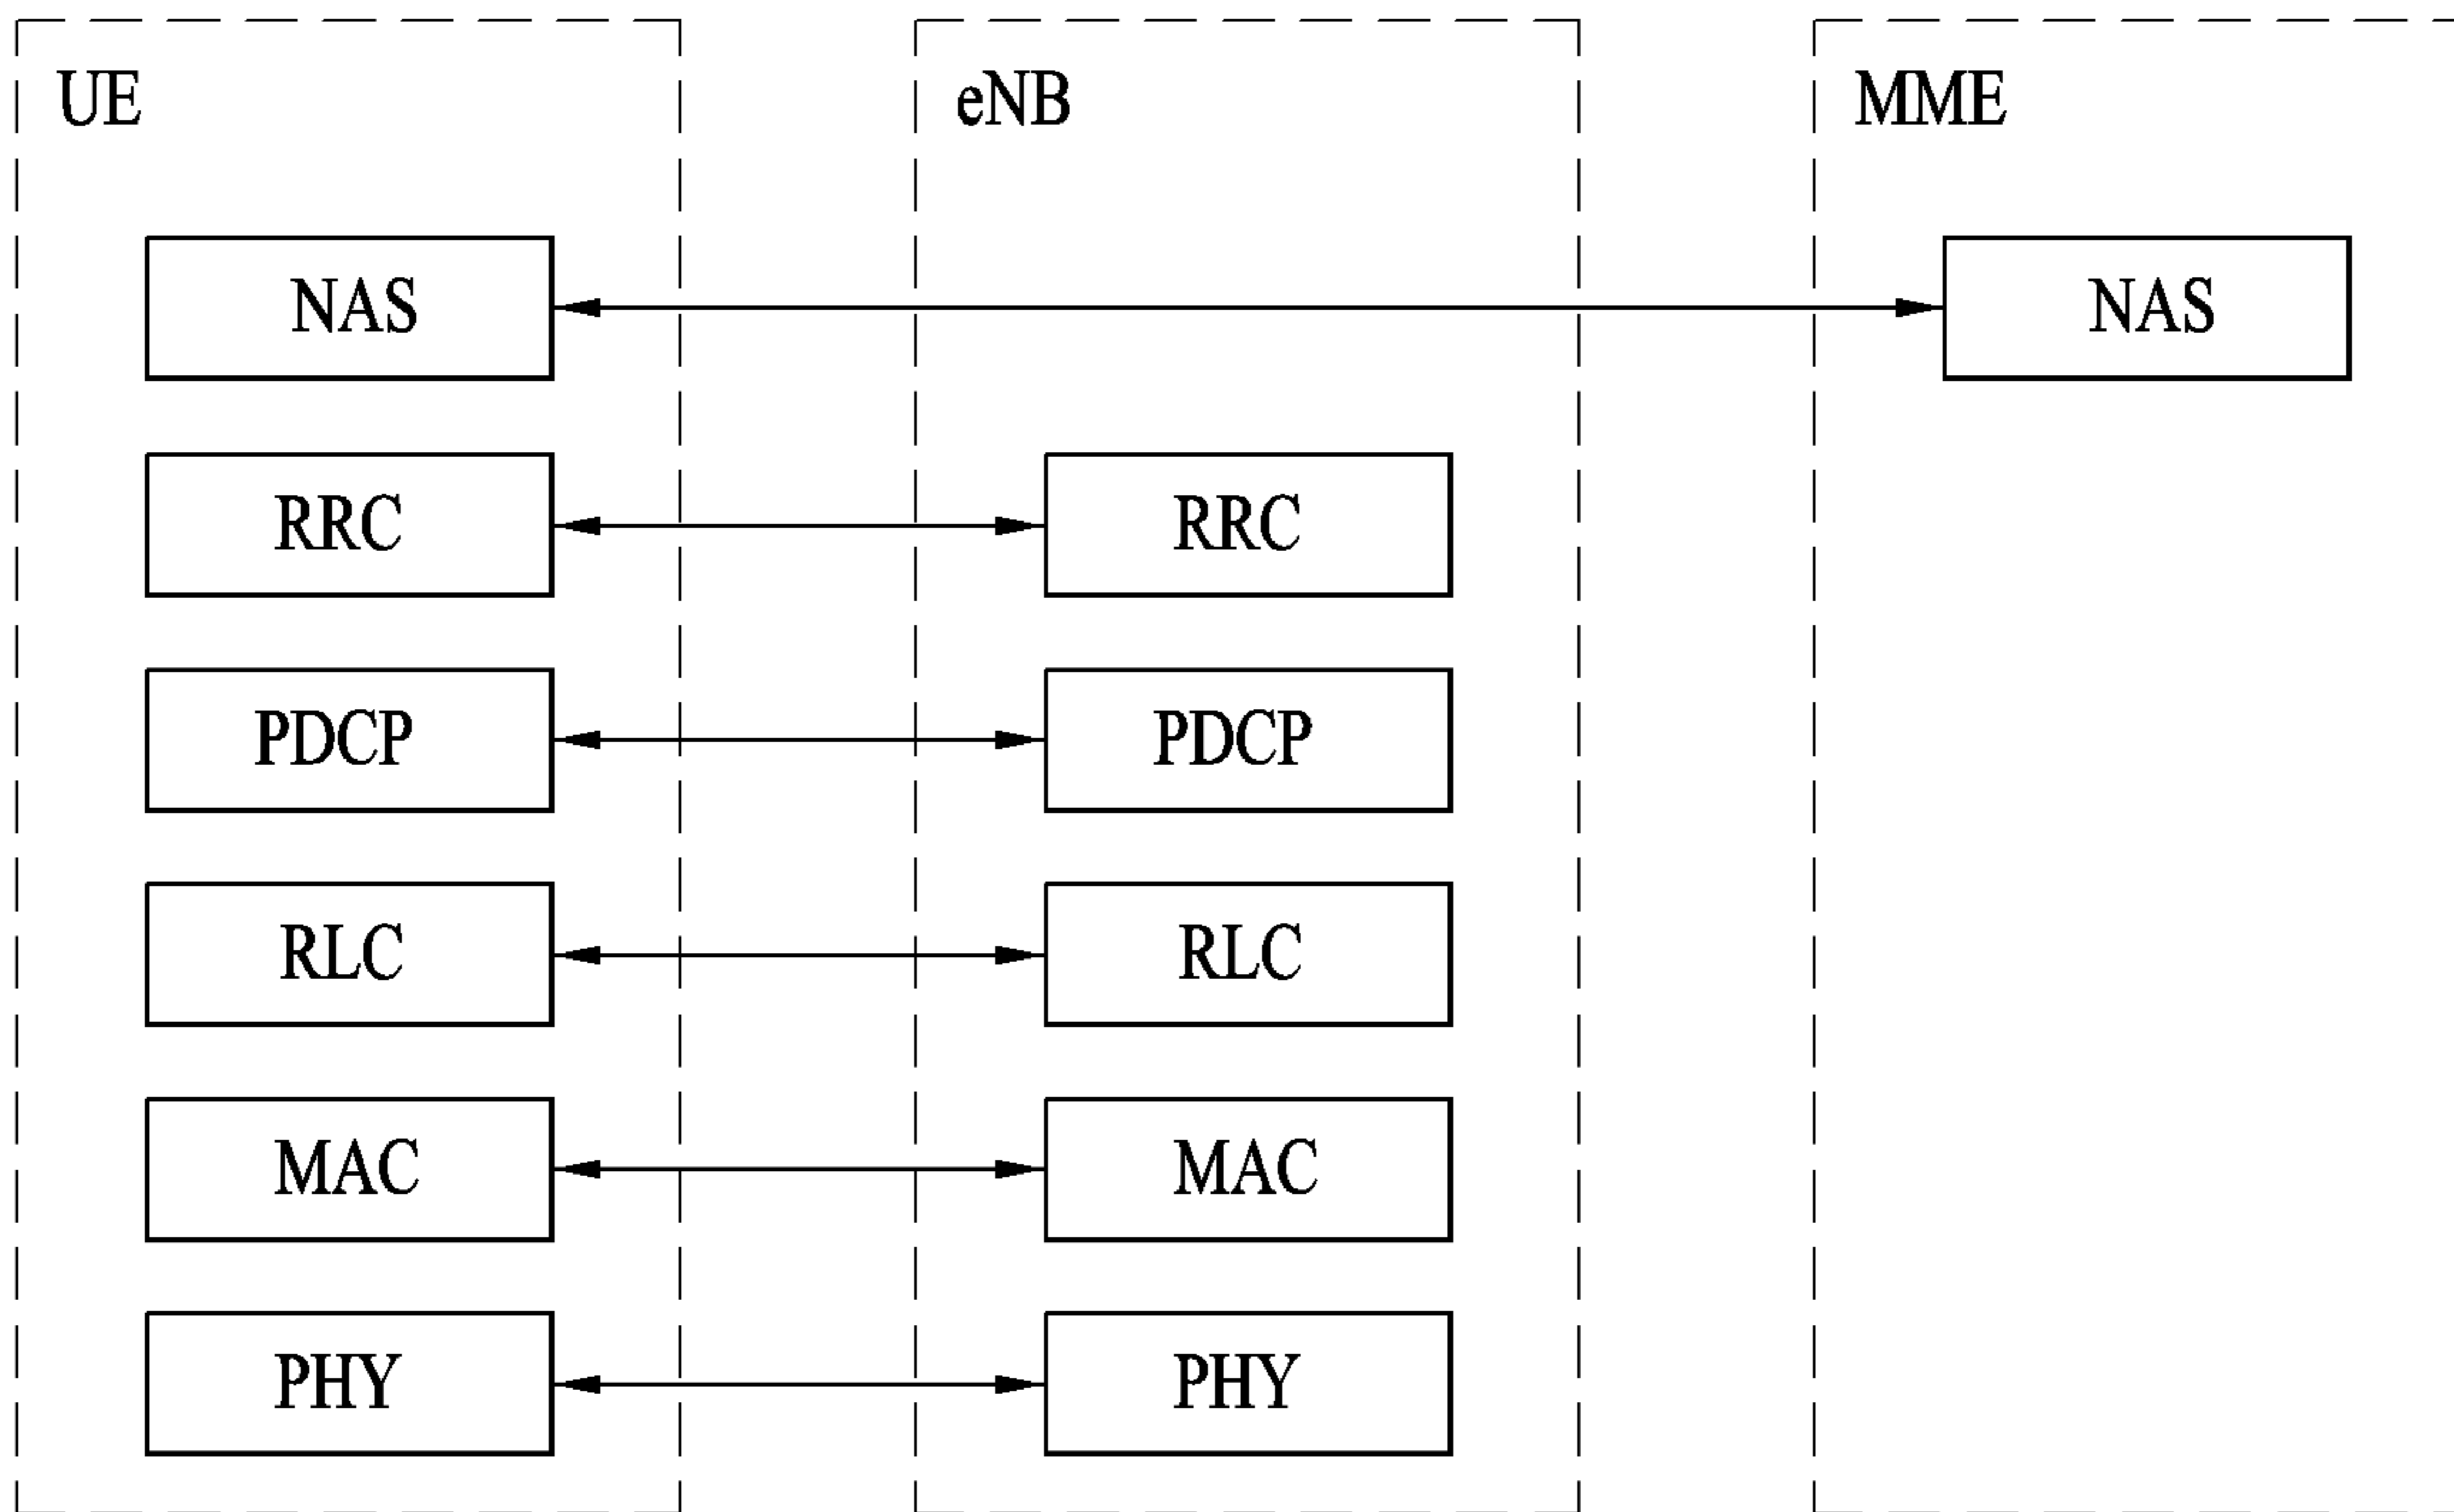 UE eNB MME
NAS NAS
RRC RRC
PDCP PDCP
RLC RLC
MAC MAC
PHY PHY